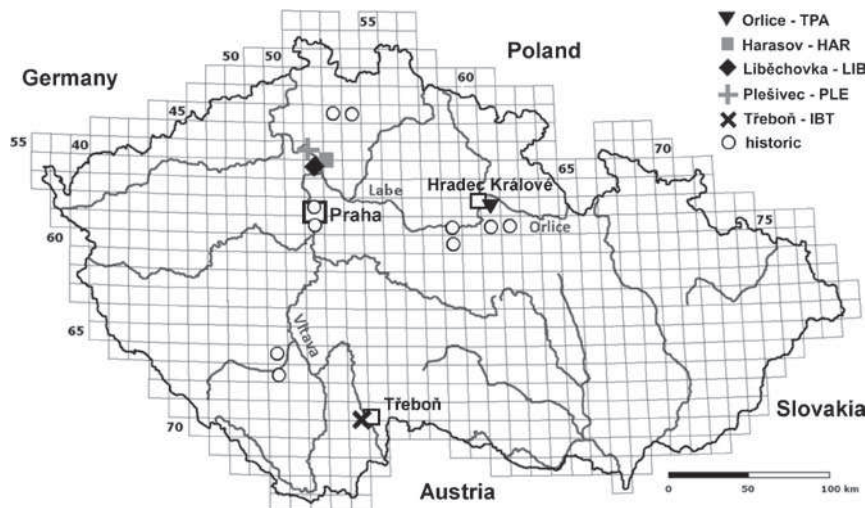 55
Poland
50
50
60
Germany
45
55
40
Orlice - TPA
Harasov - HAR
Liběchovka - LIB
Plešivec - PLE
Třeboň - IBT
historic
70
65
Labe
Hradec Králové
Praha
Orlice
75
60
65
Vltava
Třeboň
70
Slovakia
Austria
0
50
100 km